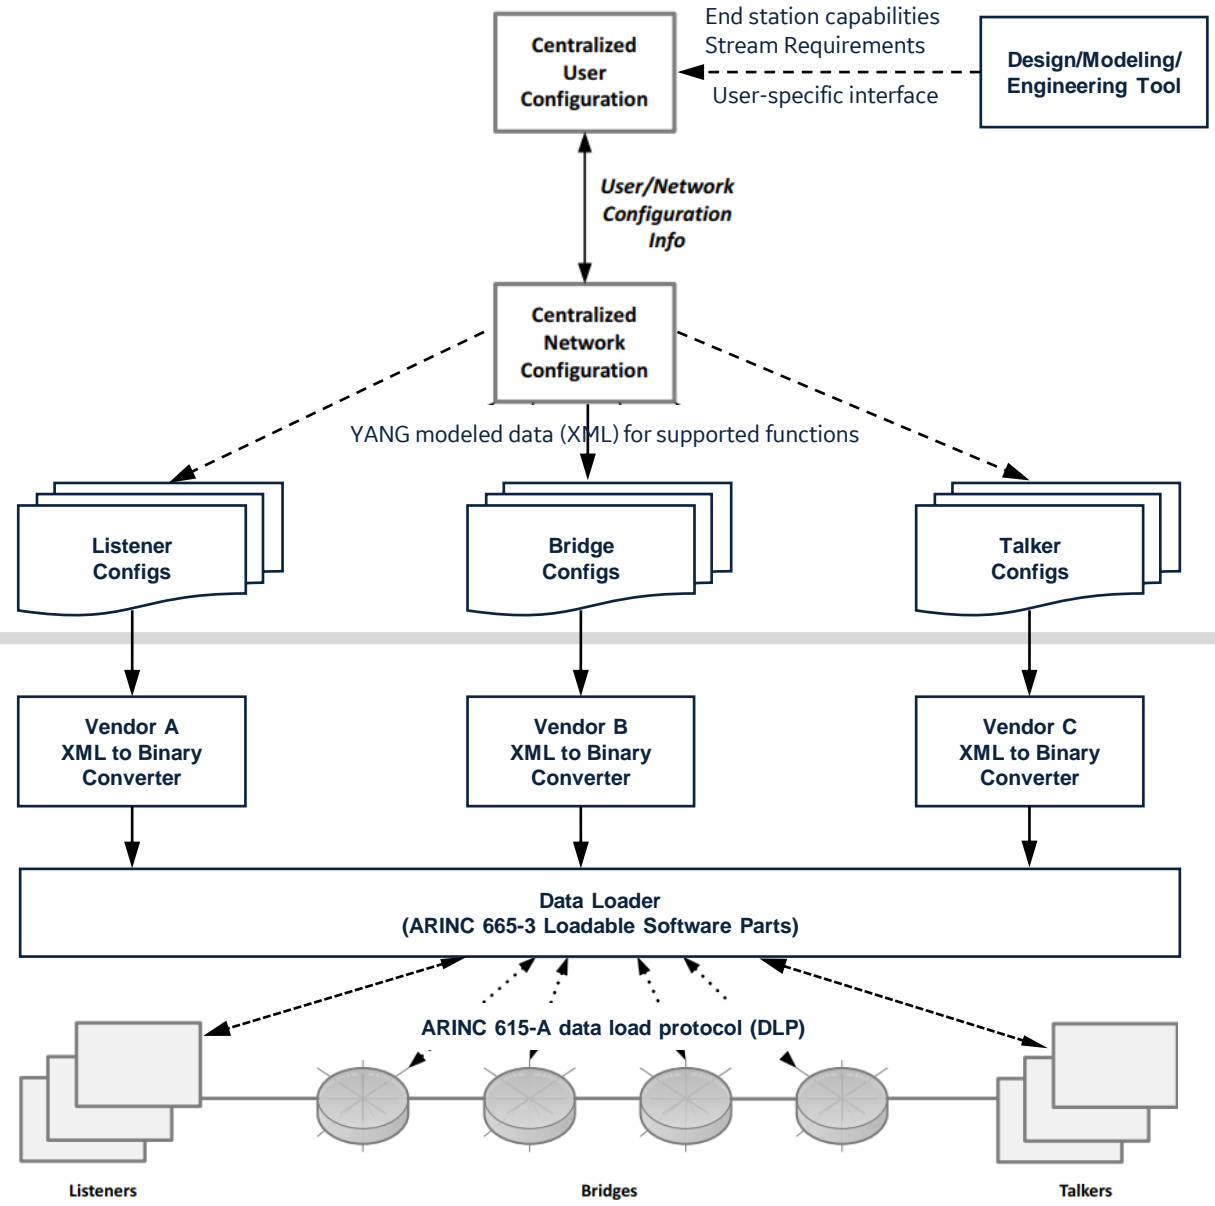 End station capabilities
Stream Requirements
User-specific interface
Centralized
User
Configuration
Design/Modeling/
Engineering Tool
User/Network
Configuration
Info
Centralized
Network
Configuration
YANG modeled data (XML) for supported functions
Listener
Configs
Bridge
Configs
Talker
Configs
Vendor A
XML to Binary
Converter
Vendor B
XML to Binary
Converter
Vendor C
XML to Binary
Converter
Data Loader
(ARINC 665-3 Loadable Software Parts)
ARINC 615-A data load protocol (DLP)
Listeners
Bridges
Talkers